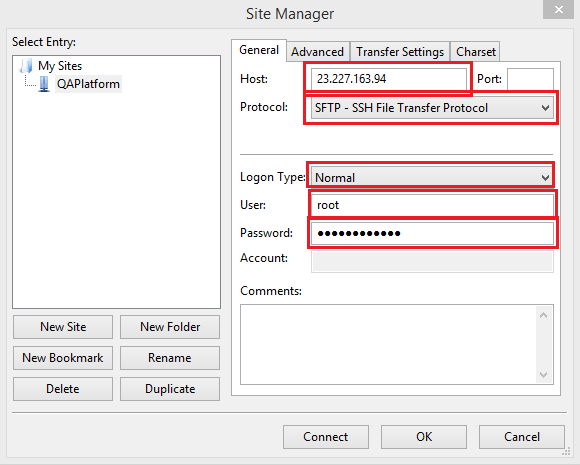 Site Manager
Select Entry:
My Sites
QAPlatform
New Site
New Folder
New Bookmark
Rename
Delete
Duplicate
General
Advanced
Transfer Settings
Charset
Host:
23.227.163.94
Port:
Protocol:
SFTP - SSH File Transfer Protocol
Logon Type:
Normal
User:
root
Password:
●●●●●●●●●●●●
Account:
Comments:
Connect
OK
Cancel